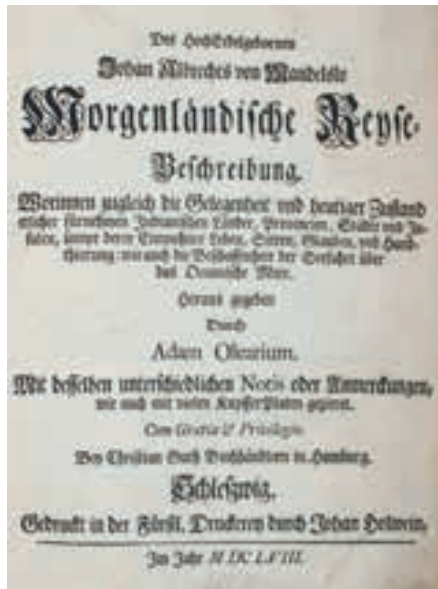 Des HochEdelgebornen
Johan Albrechts von Mandelslo
Morgenländische Reyse-
Beschreibung.
Worinnen zugleich die Gelegenheit und heutiger Zustand
etlicher fürnehmen Indianischen Länder, Provincien, Städte und In-
sulen, sampt derer Einwohner Leben, Sitten, Glauben, und Hand-
thierung: wie auch die Beschaffenheit der Seefahrt über
das Oceanische Meer.
Heraus gegeben
Durch
Adam Olearium.
Mit desselben unterschiedlichen Notis oder Anmerckungen,
wie auch mit vielen Kupfferplaten gezieret.
Cum Gratia & Privilegio.
Bey Christian Guth Buchhändlern in Hamburg.
Schleßwig,
Gedruckt in der Fürstl. Druckerey durch Johan Holwein,
Im Jahr M DC LVIII.